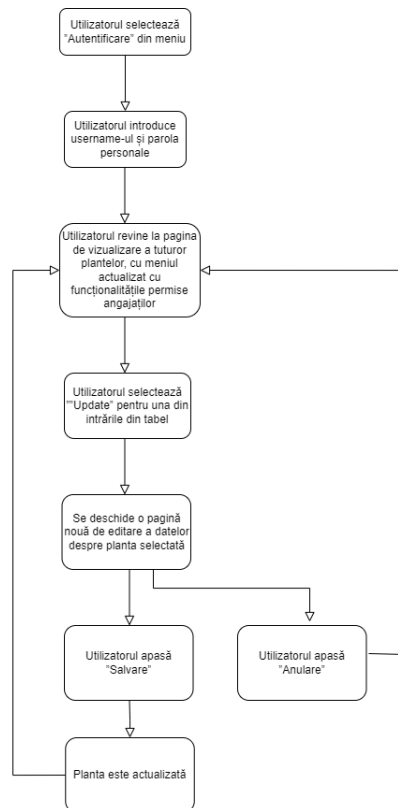 Utilizatorul selectează
"Autentificare" din meniu
Utilizatorul introduce
username-ul și parola
personale
Utilizatorul revine la pagina
de vizualizare a tuturor
plantelor, cu meniul
actualizat cu
funcționalitățile permise
angajaților
Utilizatorul selectează
""Update" pentru una din
intrările din tabel
Se deschide o pagină
nouă de editare a datelor
despre planta selectată
Utilizatorul apasă
"Salvare"
Utilizatorul apasă
"Anulare"
Planta este actualizată